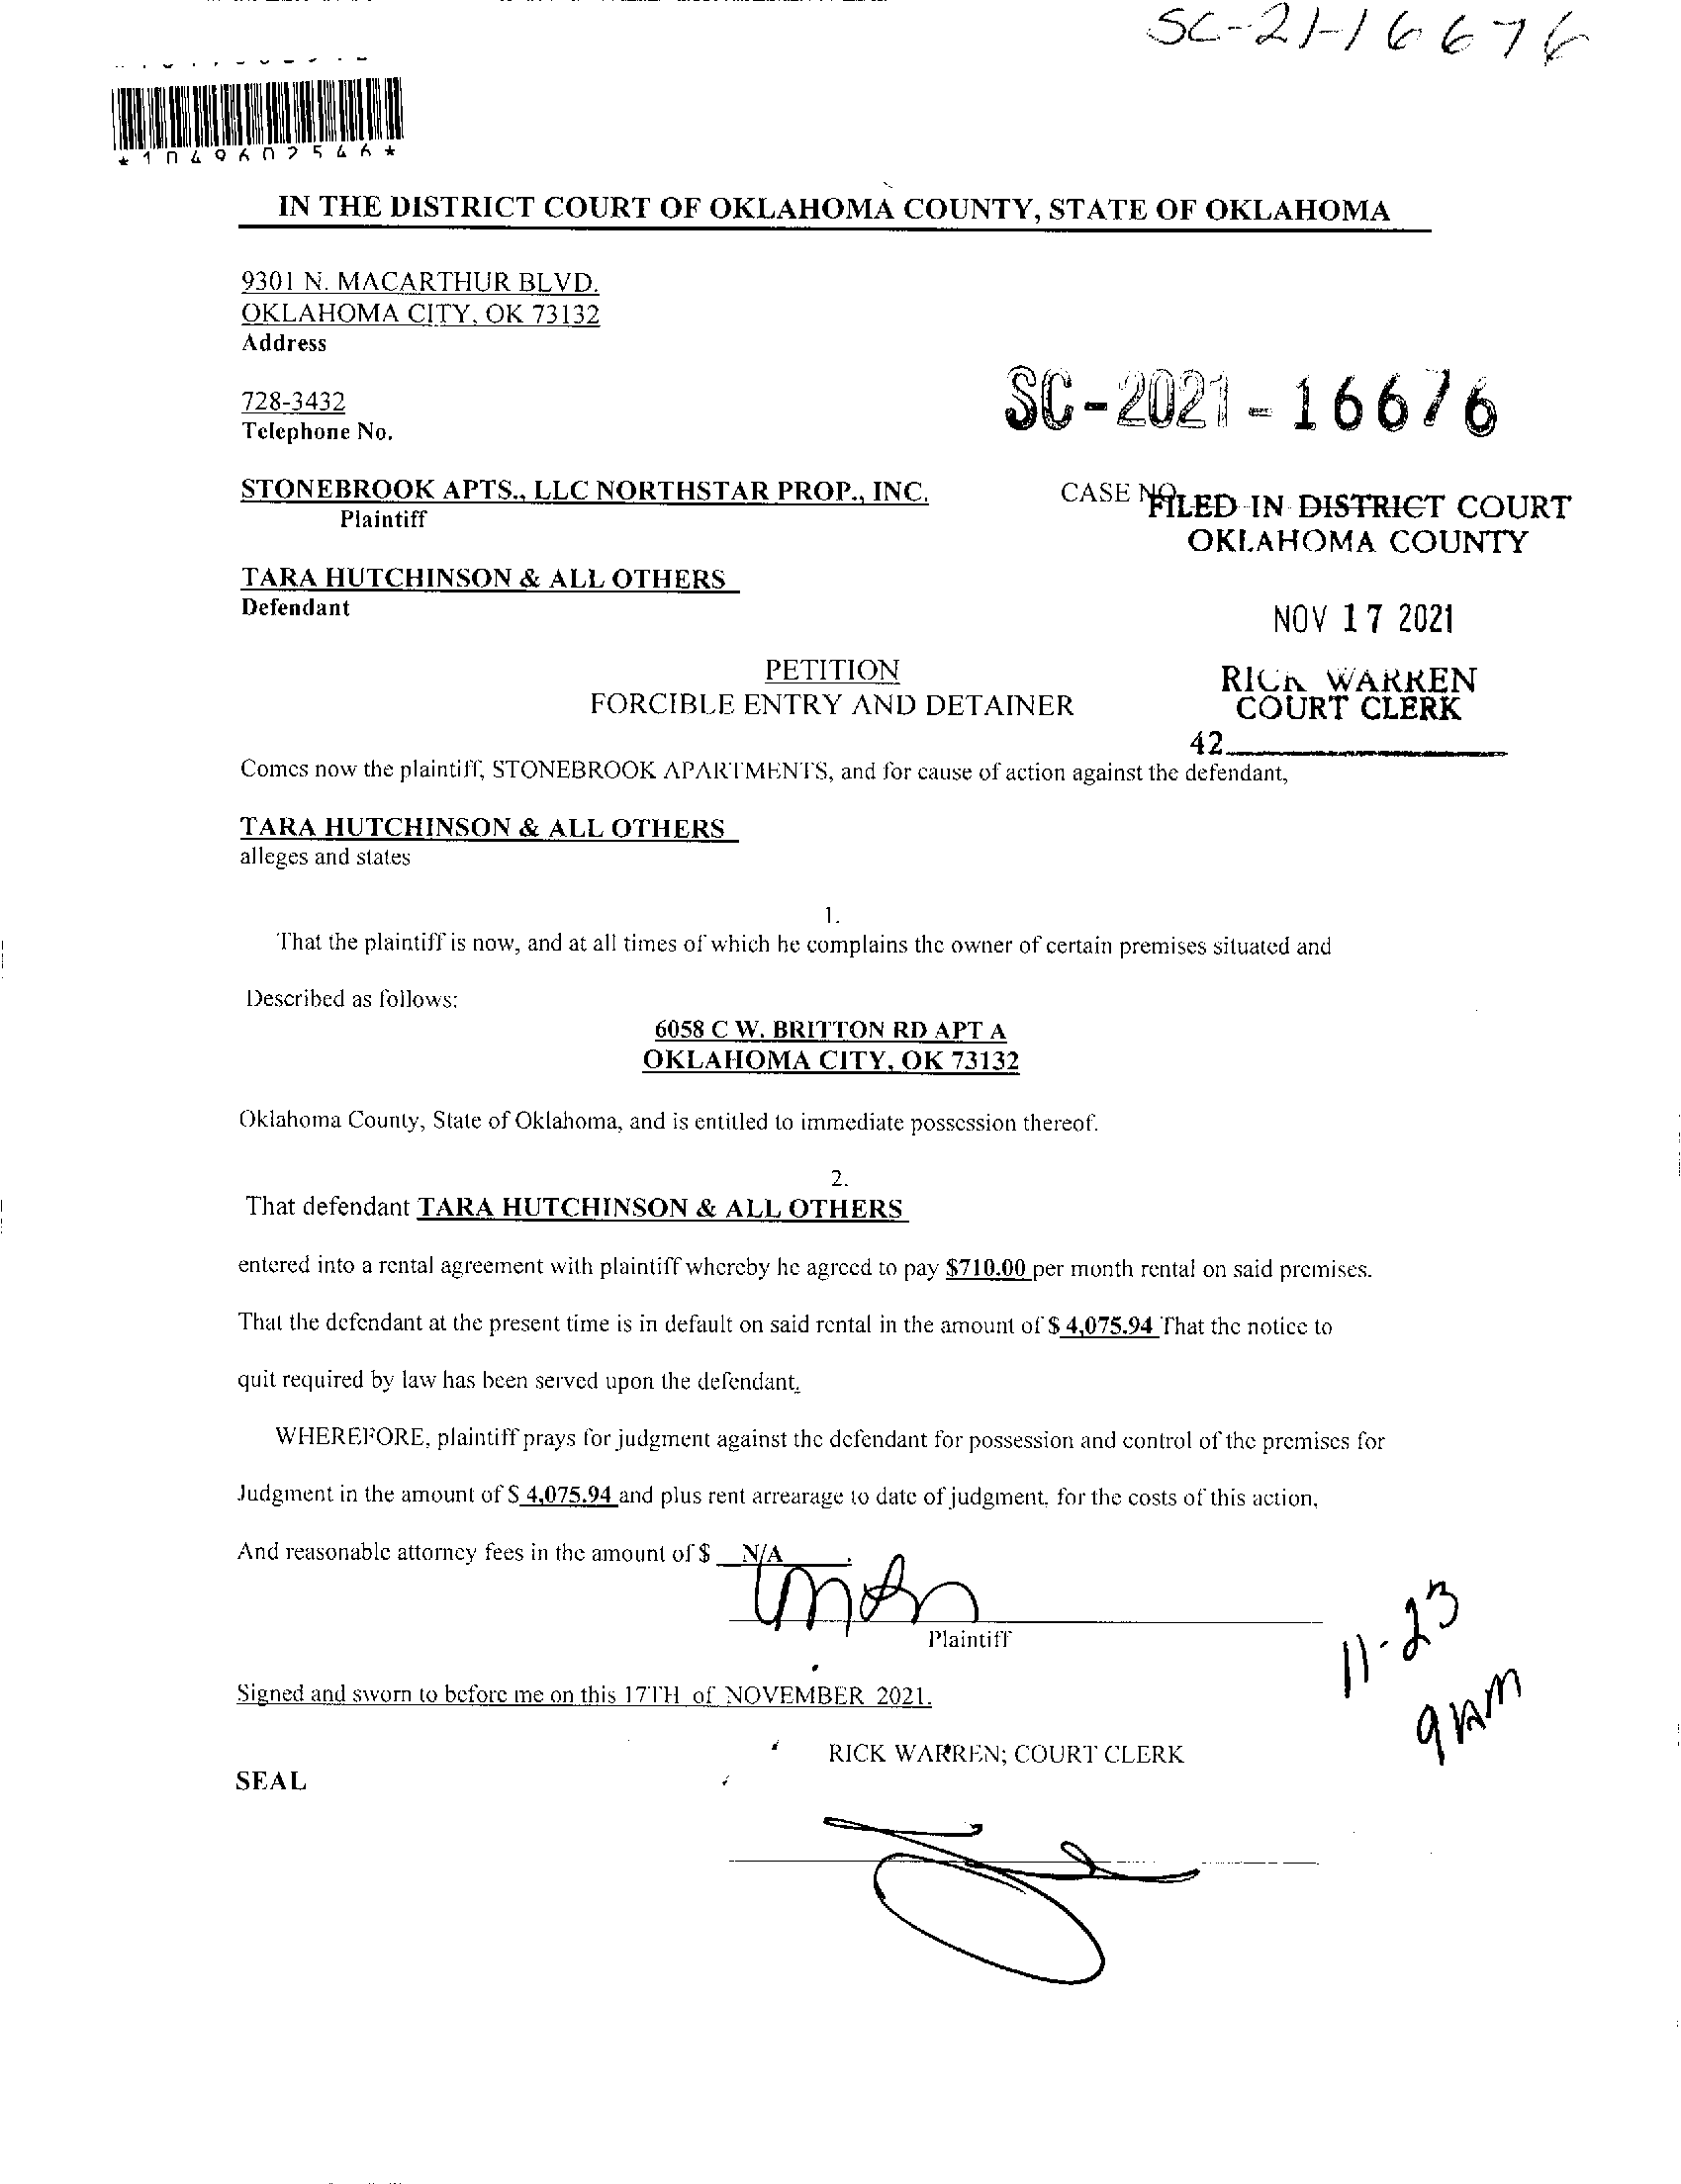 SC-21-16676
*1049602546*
IN THE DISTRICT COURT OF OKLAHOMA COUNTY, STATE OF OKLAHOMA
9301 N. MACARTHUR BLVD.
OKLAHOMA CITY, OK 73132
Address
728-3432
Telephone No.
SC-2021-16676
STONEBROOK APTS., LLC NORTHSTAR PROP., INC.
Plaintiff
CASE NO.
FILED IN DISTRICT COURT
OKLAHOMA COUNTY
TARA HUTCHINSON & ALL OTHERS
Defendant
NOV 17 2021
PETITION
FORCIBLE ENTRY AND DETAINER
RICK WARREN
COURT CLERK
42
Comes now the plaintiff, STONEBROOK APARTMENTS, and for cause of action against the defendant,
TARA HUTCHINSON & ALL OTHERS
alleges and states
1.
That the plaintiff is now, and at all times of which he complains the owner of certain premises situated and
Described as follows:
6058 C W. BRITTON RD APT A
OKLAHOMA CITY, OK 73132
Oklahoma County, State of Oklahoma, and is entitled to immediate possession thereof.
2.
That defendant TARA HUTCHINSON & ALL OTHERS
entered into a rental agreement with plaintiff whereby he agreed to pay $710.00 per month rental on said premises.
That the defendant at the present time is in default on said rental in the amount of $ 4,075.94 That the notice to
quit required by law has been served upon the defendant.
WHEREFORE, plaintiff prays for judgment against the defendant for possession and control of the premises for
Judgment in the amount of $ 4,075.94 and plus rent arrearage to date of judgment, for the costs of this action,
And reasonable attorney fees in the amount of $ N/A .
Plaintiff
11-23
9AM
Signed and sworn to before me on this 17TH of NOVEMBER 2021.
RICK WARREN; COURT CLERK
SEAL